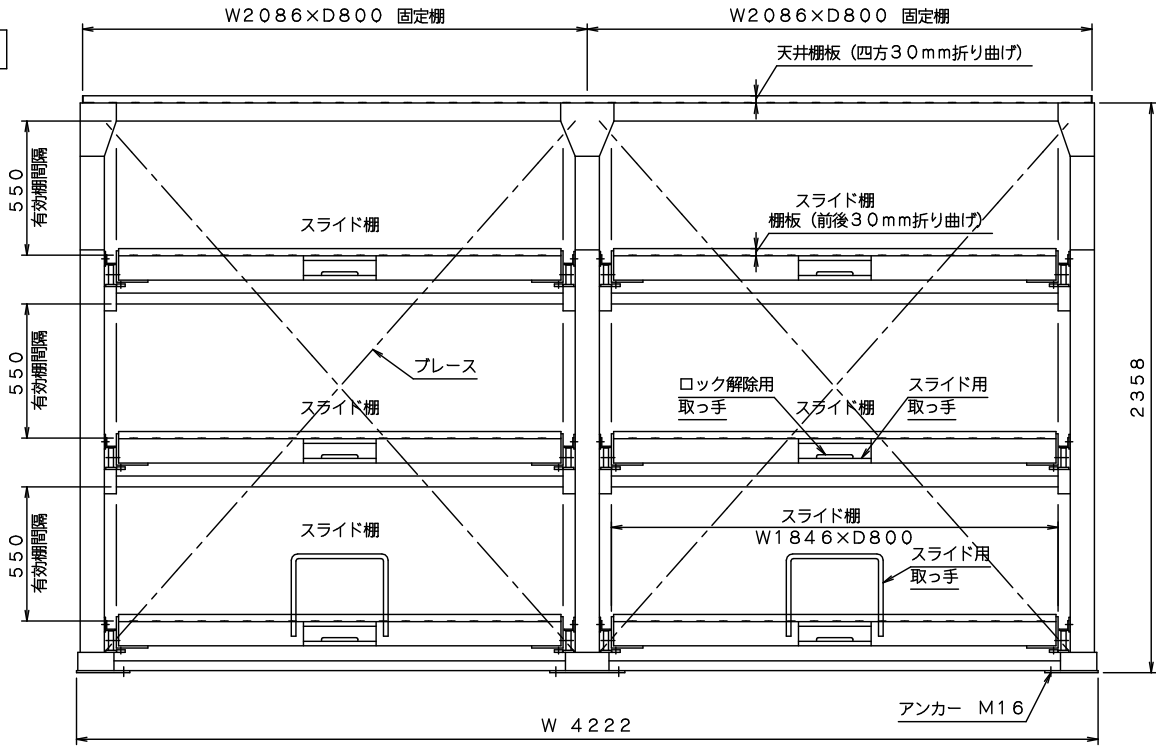 W2086×D800 固定棚
W2086×D800 固定棚
天井棚板（四方30mm折り曲げ）
550
有効棚間隔
スライド棚
スライド棚
棚板（前後30mm折り曲げ）
550
有効棚間隔
ブレース
2358
ロック解除用
取っ手
スライド用
取っ手
スライド棚
スライド棚
550
有効棚間隔
スライド棚
スライド棚
W1846×D800
スライド用
取っ手
アンカー M16
W 4222